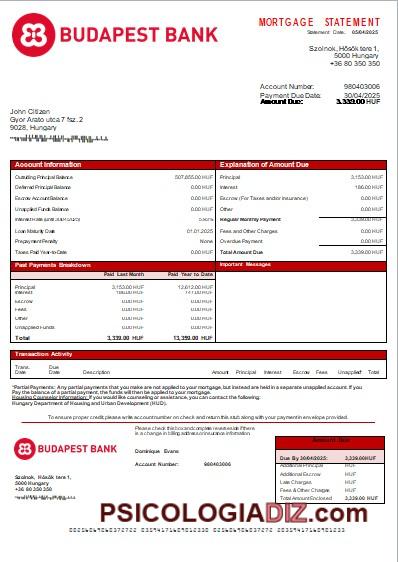 BUDAPEST BANK
MORTGAGE STATEMENT
Statement Date: 05/04/2025
Szolnok, Hősök tere 1,
5000 Hungary
+36 80 350 350
Account Number: 980403006
Payment Due Date: 30/04/2025
Amount Due: 3,339.00 HUF
John Citizen
Gyor Arato utca 7 fsz. 2
9028, Hungary
Account Information
Outstanding Principal Balance 507,655.00 HUF
Deferred Principal Balance 0.00 HUF
Escrow Account Balance 0.00 HUF
Unapplied Funds Balance 0.00 HUF
Interest Rate (until 30/04/2025)
Loan Maturity Date 01.01.2025
Prepayment Penalty None
Taxes Paid Year-to-Date 0.00 HUF
Explanation of Amount Due
Principal 3,153.00 HUF
Interest 186.00 HUF
Escrow (For Taxes and/or Insurance) 0.00 HUF
Other 0.00 HUF
Regular Monthly Payment 3,339.00 HUF
Fees and Other Charges 0.00 HUF
Overdue Payment 0.00 HUF
Total Amount Due 3,339.00 HUF
Past Payments Breakdown
Paid Last Month Paid Year to Date
Principal 3,153.00 HUF 12,612.00 HUF
Interest 186.00 HUF 747.00 HUF
Escrow 0.00 HUF 0.00 HUF
Fees 0.00 HUF 0.00 HUF
Other 0.00 HUF 0.00 HUF
Unapplied Funds 0.00 HUF 0.00 HUF
Total 3,339.00 HUF 13,359.00 HUF
Important Messages
Transaction Activity
Trans. Date Due Date Description Amount Principal Interest Escrow Fees Unapplied Total
*Partial Payments: Any partial payments that you make are not applied to your mortgage, but instead are held in a separate unapplied account. If you
Pay the balance of a partial payment, the funds will then be applied to your mortgage.
Housing Counselor Information: If you would like counseling or assistance, you can contact the following:
Hungary Department of Housing and Urban Development (HUD).
To ensure proper credit, please write account number on check and return this stub along with your payment in envelope provided.
BUDAPEST BANK
Szolnok, Hősök tere 1,
5000 Hungary
+36 80 350 350
Please check this box and complete reverse side if there
is a change in billing address or insurance information.
Dominique Evans
Account Number: 980403006
Amount Due
Due By 30/04/2025: 3,339.00 HUF
Additional Principal HUF
Additional Escrow HUF
Late Charges HUF
Fees & Other Charges HUF
Total Amount Enclosed 3,339.00 HUF
PSICOLOGIADIZ.com